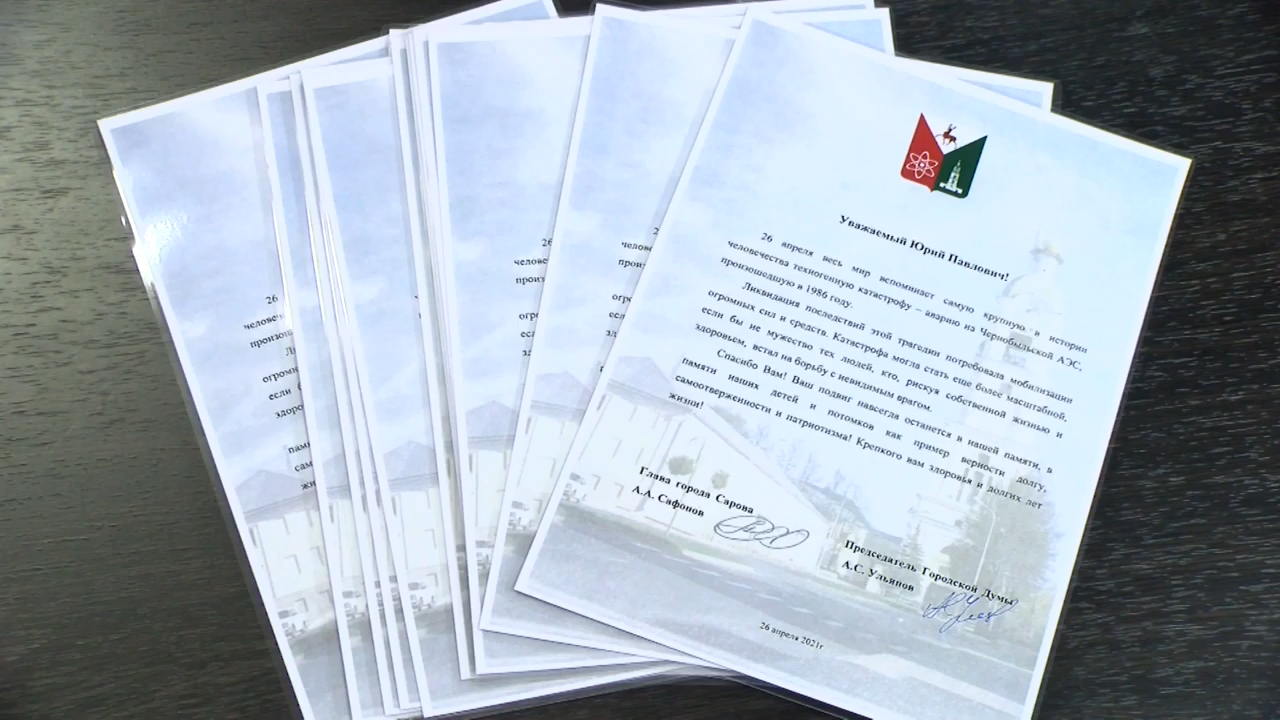 Уважаемый Юрий Павлович!
26 апреля весь мир вспоминает самую крупную в истории
человечества техногенную катастрофу – аварию на Чернобыльской АЭС,
произошедшую в 1986 году.
Ликвидация последствий этой трагедии потребовала мобилизации
огромных сил и средств. Катастрофа могла стать еще более масштабной,
если бы не мужество тех людей, кто, рискуя собственной жизнью и
здоровьем, встал на борьбу с невидимым врагом.
Спасибо Вам! Ваш подвиг навсегда останется в нашей памяти, в
памяти наших детей и потомков как пример верности долгу,
самоотверженности и патриотизма! Крепкого вам здоровья и долгих лет
жизни!
Глава города Сарова
А.А. Сафонов
Председатель Городской Думы
А.С. Ульянов
26 апреля 2021г